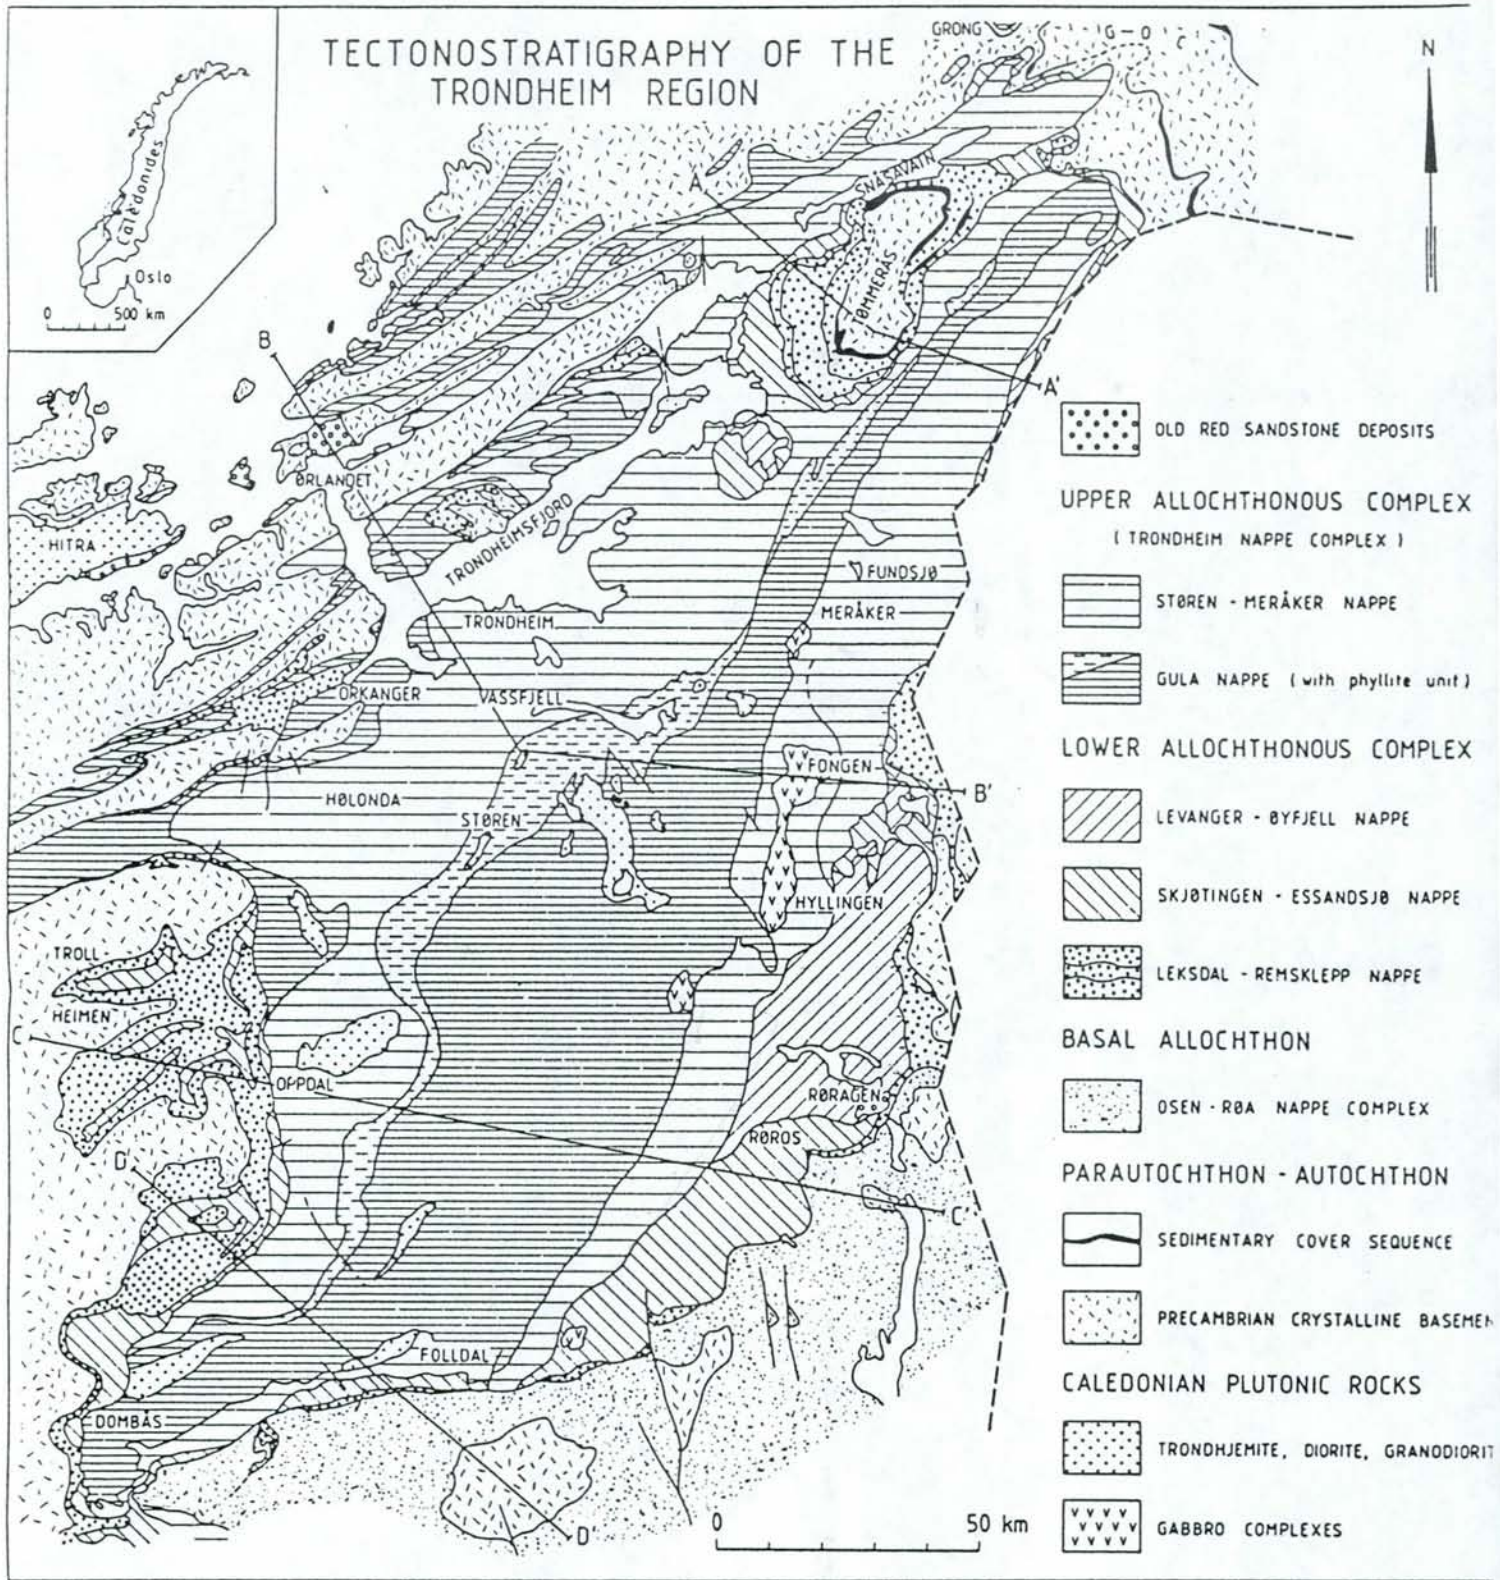 TECTONOSTRATIGRAPHY OF THE
TRONDHEIM REGION
Caledonides
Oslo
0 500 km
GRONG
G-O C
N
A
SNÅSAVATN
TØMMERÅS
A'
B
ØRLANDET
HITRA
TRONDHEIMSFJORD
FUNDSJØ
MERÅKER
TRONDHEIM
ORKANGER
VASSFJELL
FONGEN
B'
HØLONDA
STØREN
HYLLINGEN
TROLL
HEIMEN
C
OPPDAL
RØRAGEN
RØROS
D
C'
FOLLDAL
DOMBÅS
D'
0 50 km
OLD RED SANDSTONE DEPOSITS
UPPER ALLOCHTHONOUS COMPLEX
( TRONDHEIM NAPPE COMPLEX )
STØREN - MERÅKER NAPPE
GULA NAPPE (with phyllite unit)
LOWER ALLOCHTHONOUS COMPLEX
LEVANGER - ØYFJELL NAPPE
SKJØTINGEN - ESSANDSJØ NAPPE
LEKSDAL - REMSKLEPP NAPPE
BASAL ALLOCHTHON
OSEN - RØA NAPPE COMPLEX
PARAUTOCHTHON - AUTOCHTHON
SEDIMENTARY COVER SEQUENCE
PRECAMBRIAN CRYSTALLINE BASEMEN
CALEDONIAN PLUTONIC ROCKS
TRONDHJEMITE, DIORITE, GRANODIORIT
GABBRO COMPLEXES